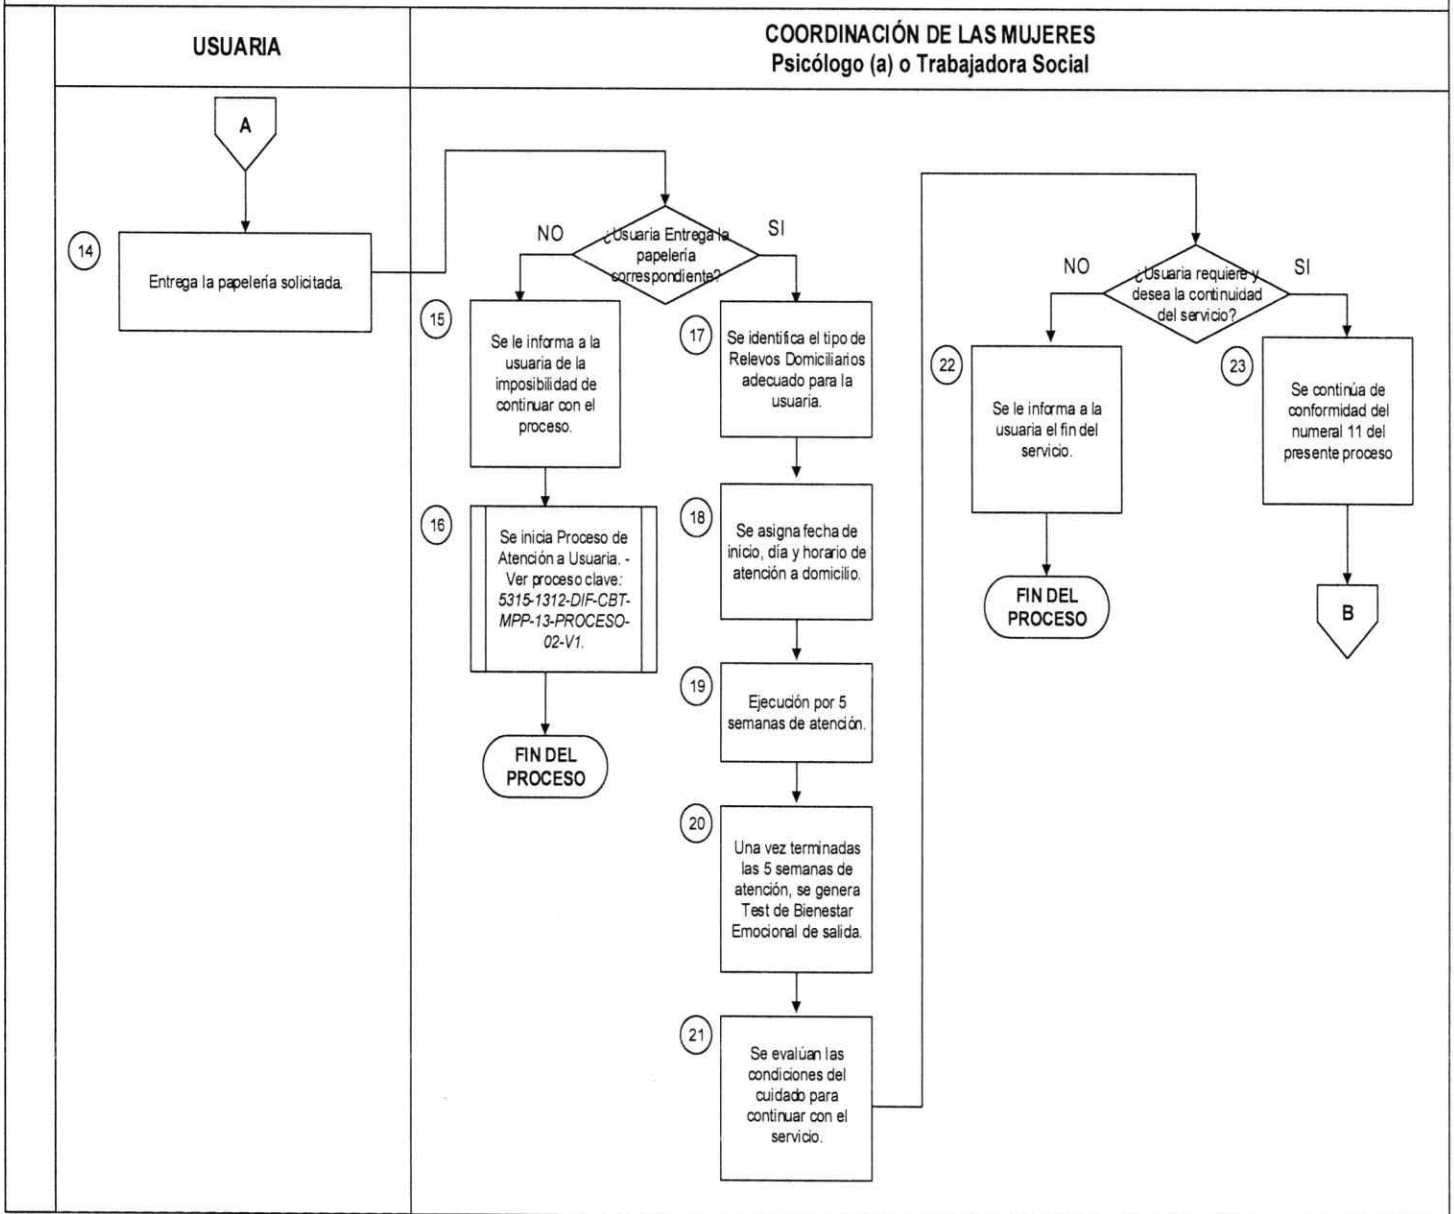 USUARIA
COORDINACIÓN DE LAS MUJERES
Psicólogo (a) o Trabajadora Social
A
14
Entrega la papelería solicitada.
¿Usuaria Entrega la
papelería
correspondiente?
NO
SI
15
Se le informa a la
usuaria de la
imposibilidad de
continuar con el
proceso.
16
Se inicia Proceso de
Atención a Usuaria. -
Ver proceso clave:
5315-1312-DIF-CBT-
MPP-13-PROCESO-
02-V1.
FIN DEL
PROCESO
17
Se identifica el tipo de
Relevos Domiciliarios
adecuado para la
usuaria.
18
Se asigna fecha de
inicio, día y horario de
atención a domicilio.
19
Ejecución por 5
semanas de atención.
20
Una vez terminadas
las 5 semanas de
atención, se genera
Test de Bienestar
Emocional de salida.
21
Se evalúan las
condiciones del
cuidado para
continuar con el
servicio.
¿Usuaria requiere y
desea la continuidad
del servicio?
NO
SI
22
Se le informa a la
usuaria el fin del
servicio.
FIN DEL
PROCESO
23
Se continúa de
conformidad del
numeral 11 del
presente proceso
B